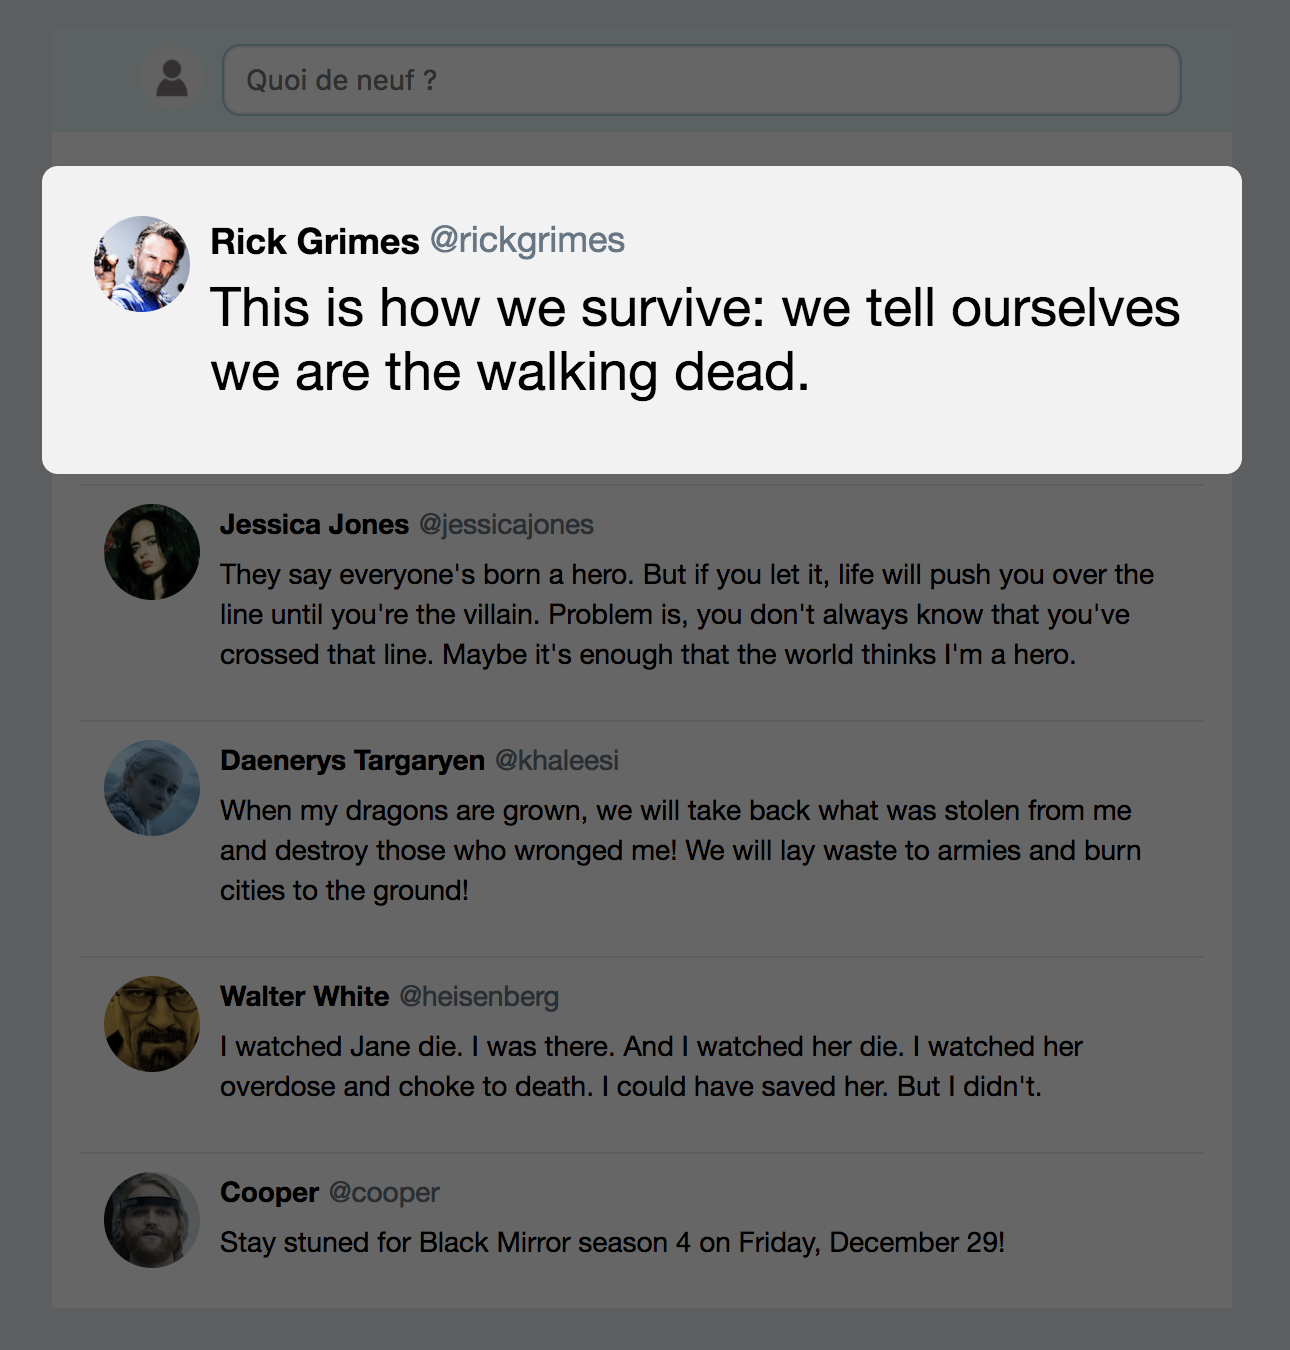 Quoi de neuf ?
Rick Grimes @rickgrimes
This is how we survive: we tell ourselves
we are the walking dead.
Jessica Jones @jessicajones
They say everyone's born a hero. But if you let it, life will push you over the
line until you're the villain. Problem is, you don't always know that you've
crossed that line. Maybe it's enough that the world thinks I'm a hero.
Daenerys Targaryen @khaleesi
When my dragons are grown, we will take back what was stolen from me
and destroy those who wronged me! We will lay waste to armies and burn
cities to the ground!
Walter White @heisenberg
I watched Jane die. I was there. And I watched her die. I watched her
overdose and choke to death. I could have saved her. But I didn't.
Cooper @cooper
Stay stuned for Black Mirror season 4 on Friday, December 29!